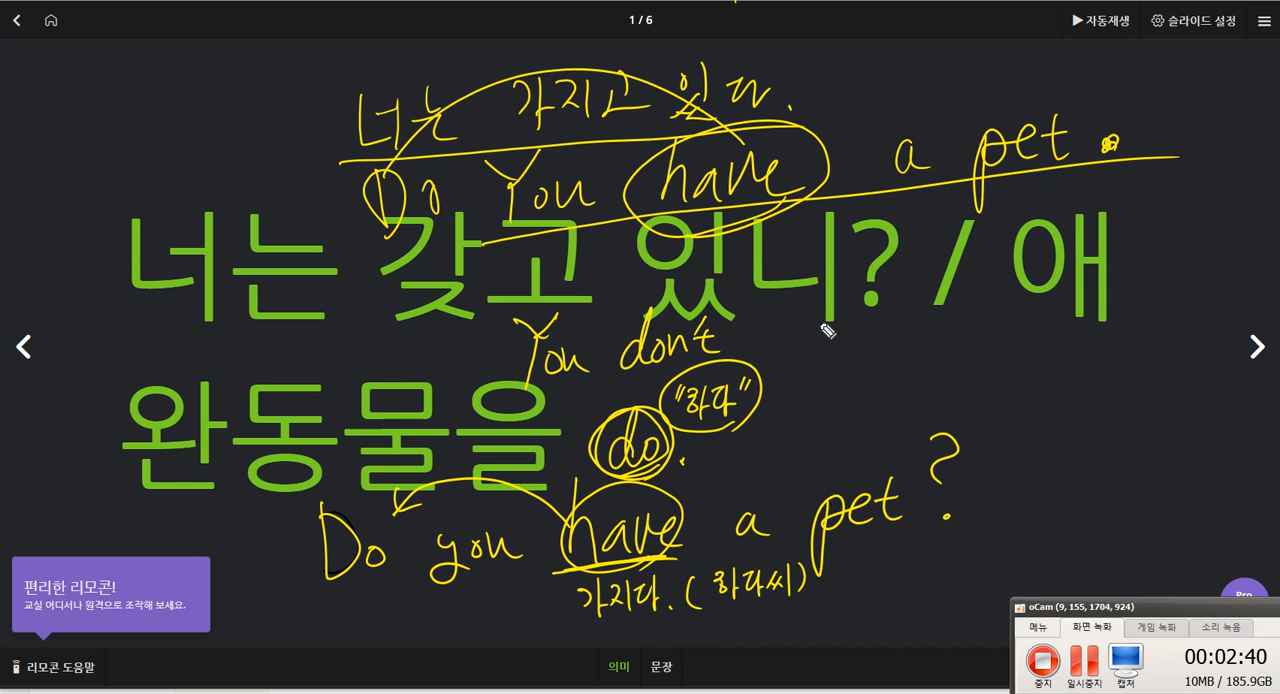 1 / 6
자동재생
슬라이드 설정
너는 가지고 있다.
Do You have a pet.
너는 갖고 있니? / 애
You don't
완동물을
"하다"
do.
Do you have a pet?
가지다. (하다씨)
편리한 리모콘!
교실 어디서나 원격으로 조작해 보세요.
Pro
리모콘 도움말
의미
문장
oCam (9, 155, 1704, 924)
메뉴
화면 녹화
게임 녹화
소리 녹음
중지
일시중지
캡처
00:02:40
10MB / 185.9GB